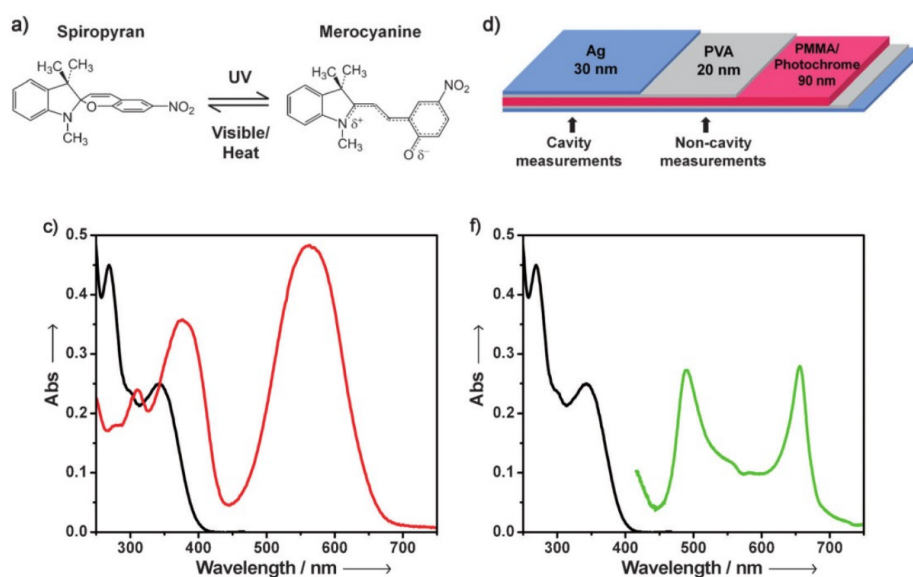 a)
Spiropyran
Merocyanine
H₃C CH₃
N
O
CH₃
NO₂
UV
Visible/
Heat
H₃C CH₃
N
δ⁺
CH₃
O δ⁻
NO₂
d)
Ag
30 nm
PVA
20 nm
PMMA/
Photochrome
90 nm
Cavity
measurements
Non-cavity
measurements
c)
0.5
0.4
0.3
0.2
0.1
0.0
Abs
300 400 500 600 700
Wavelength / nm
f)
0.5
0.4
0.3
0.2
0.1
0.0
Abs
300 400 500 600 700
Wavelength / nm